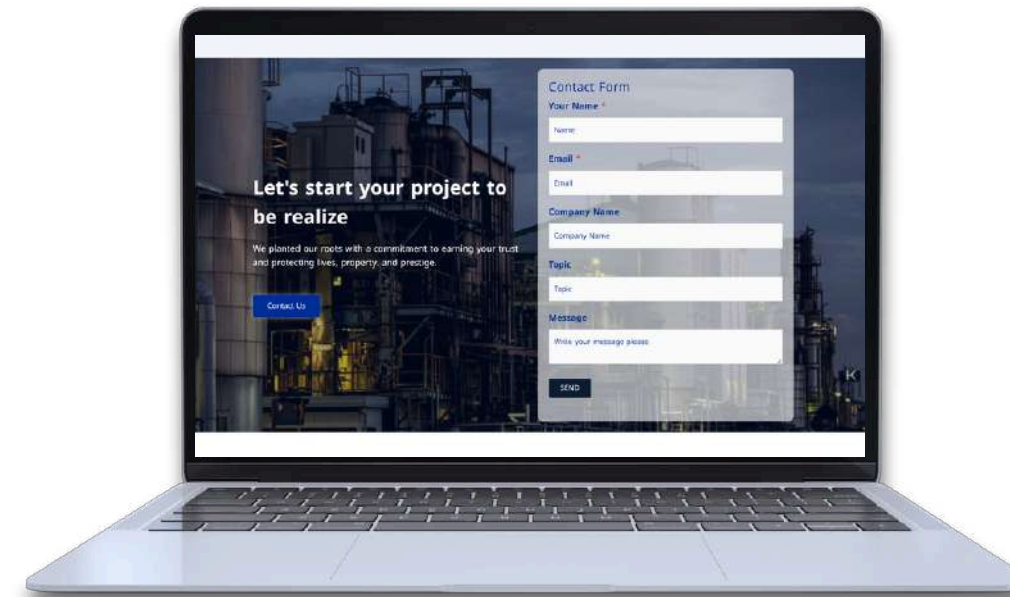 Let's start your project to
be realize
We planted our roots with a commitment to earning your trust
and protecting lives, property, and prestige.
Contact Us
Contact Form
Your Name *
Name
Email *
Email
Company Name
Company Name
Topic
Topic
Message
Write your message please
SEND
K